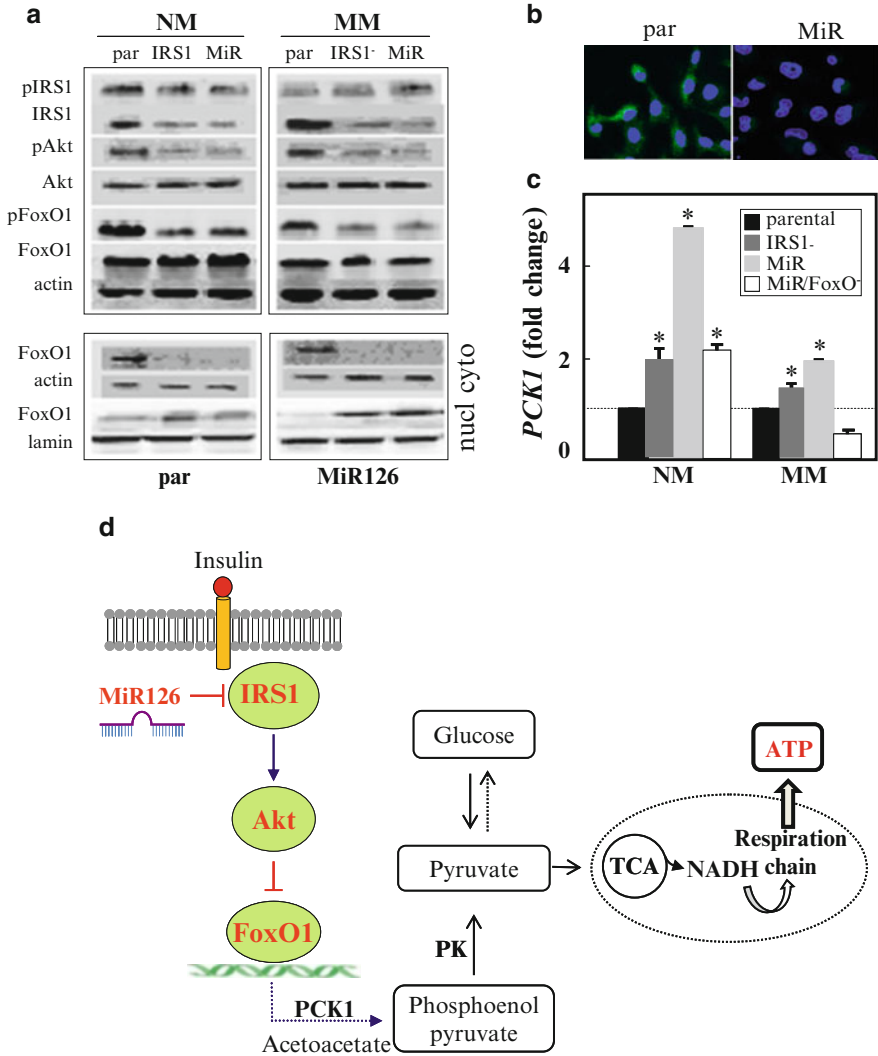 a
NM
MM
par IRS1 MiR
par IRS1- MiR
pIRS1
IRS1
pAkt
Akt
pFoxO1
FoxO1
actin
FoxO1
actin
FoxO1
lamin
nucl cyto
par
MiR126
b
par
MiR
c
PCK1 (fold change)
4
2
0
*
*
*
*
*
parental
IRS1-
MiR
MiR/FoxO-
NM
MM
d
Insulin
MiR126
IRS1
Akt
FoxO1
PCK1
Acetoacetate
Phosphoenol
pyruvate
PK
Pyruvate
Glucose
TCA
NADH
Respiration
chain
ATP